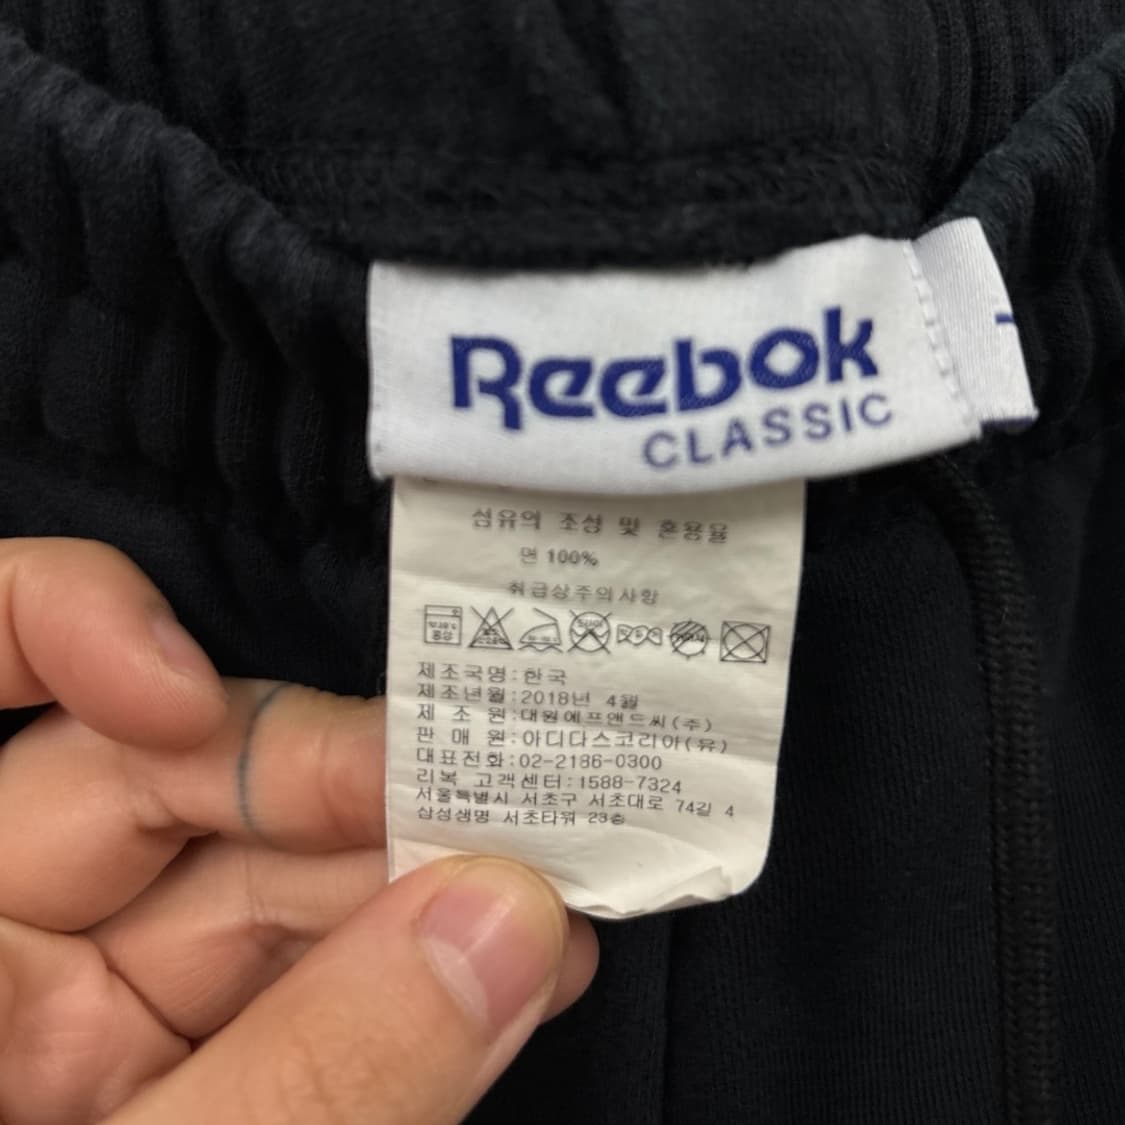 Reebok
CLASSIC
섬유의 조성 및 혼용율
면 100%
취급상주의사항
중성
제조국명:한국
제조년월:2018년 4월
제 조 원:대원에프앤드씨(주)
판 매 원:아디다스코리아(유)
대표전화:02-2186-0300
리복 고객센터:1588-7324
서울특별시 서초구 서초대로 74길 4
삼성생명 서초타워 23층